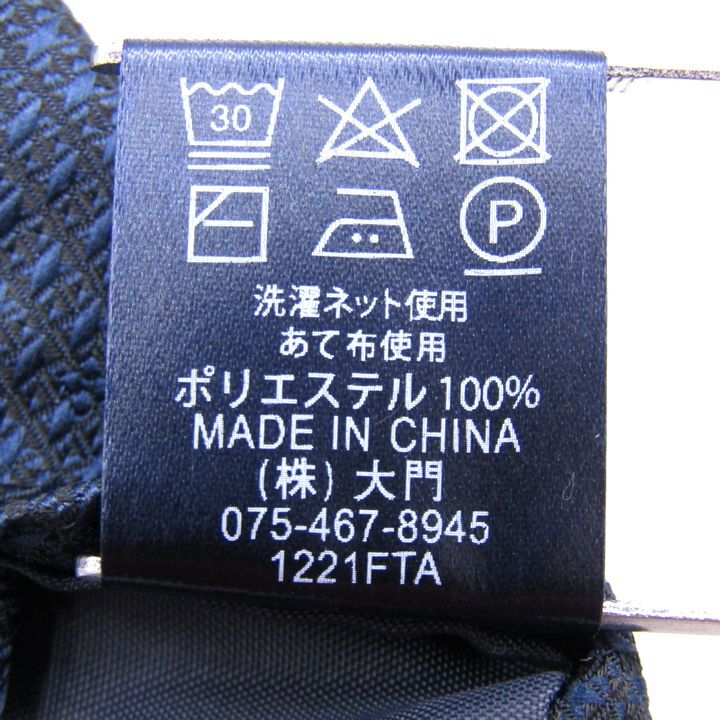 30
P
洗濯ネット使用
あて布使用
ポリエステル 100%
MADE IN CHINA
(株) 大門
075-467-8945
1221FTA